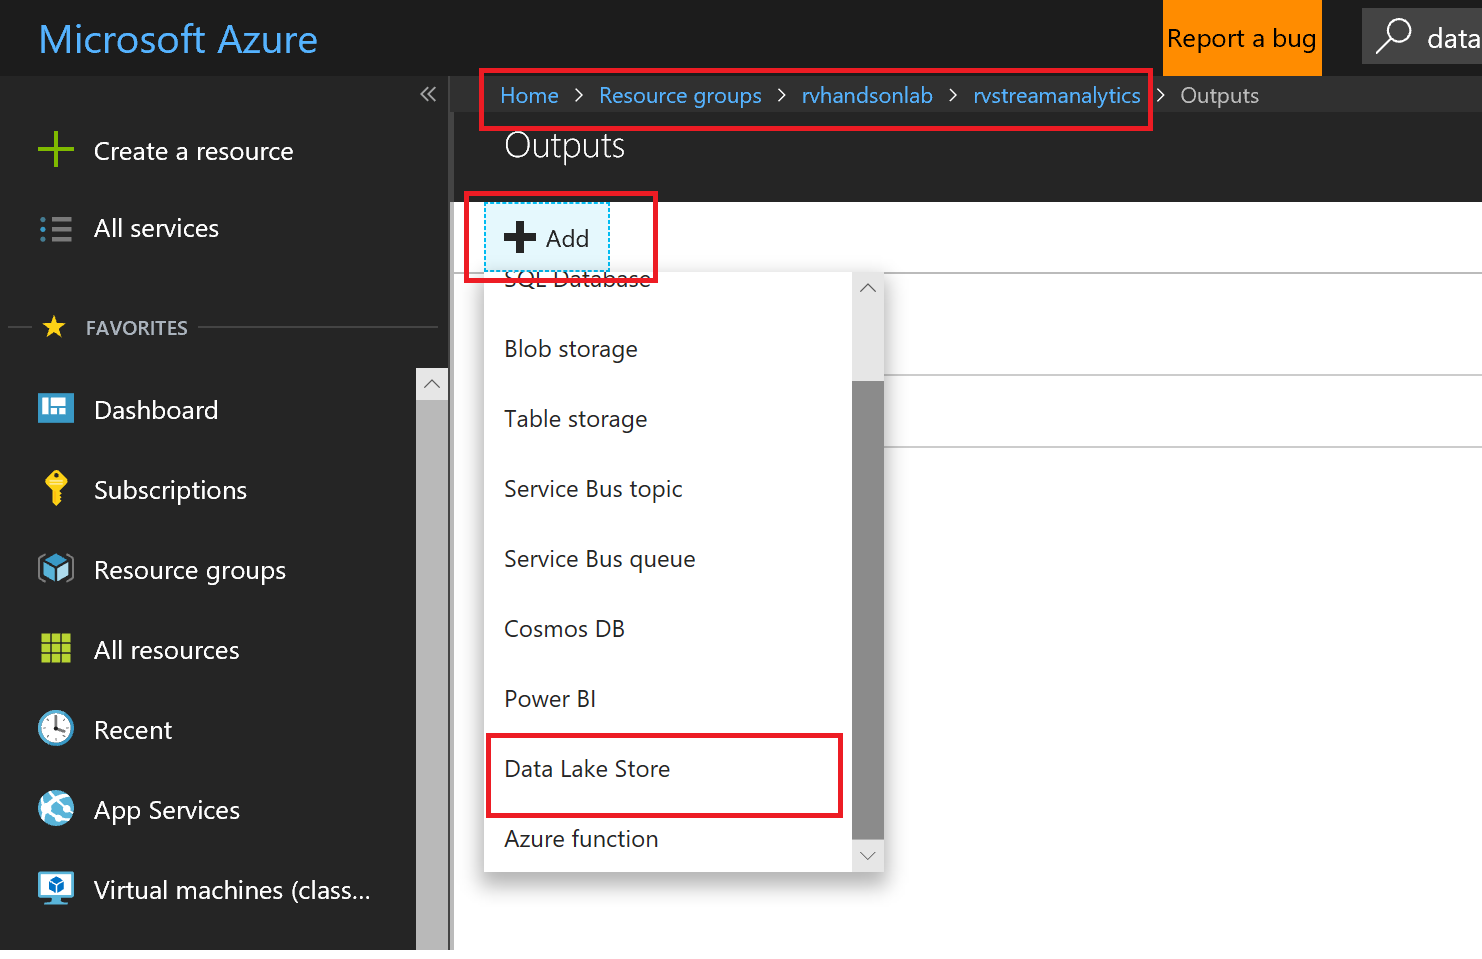 Microsoft Azure
Report a bug
data
Home > Resource groups > rvhandsonlab > rvstreamanalytics > Outputs
Outputs
Create a resource
All services
FAVORITES
Dashboard
Subscriptions
Resource groups
All resources
Recent
App Services
Virtual machines (class...
Add
SQL Database
Blob storage
Table storage
Service Bus topic
Service Bus queue
Cosmos DB
Power BI
Data Lake Store
Azure function